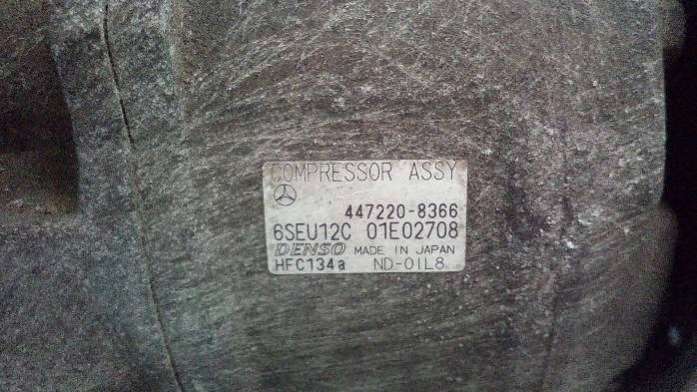 COMPRESSOR ASSY
447220-8366
6SEU12C 01E02708
DENSO MADE IN JAPAN
HFC134a ND-OIL8